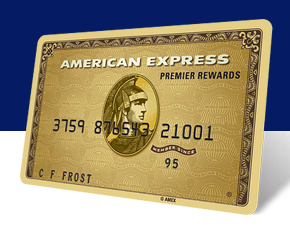 AMERICAN EXPRESS
®
PREMIER REWARDS
3759 876543 21001
MEMBER SINCE
95
C F FROST
®
© AMEX